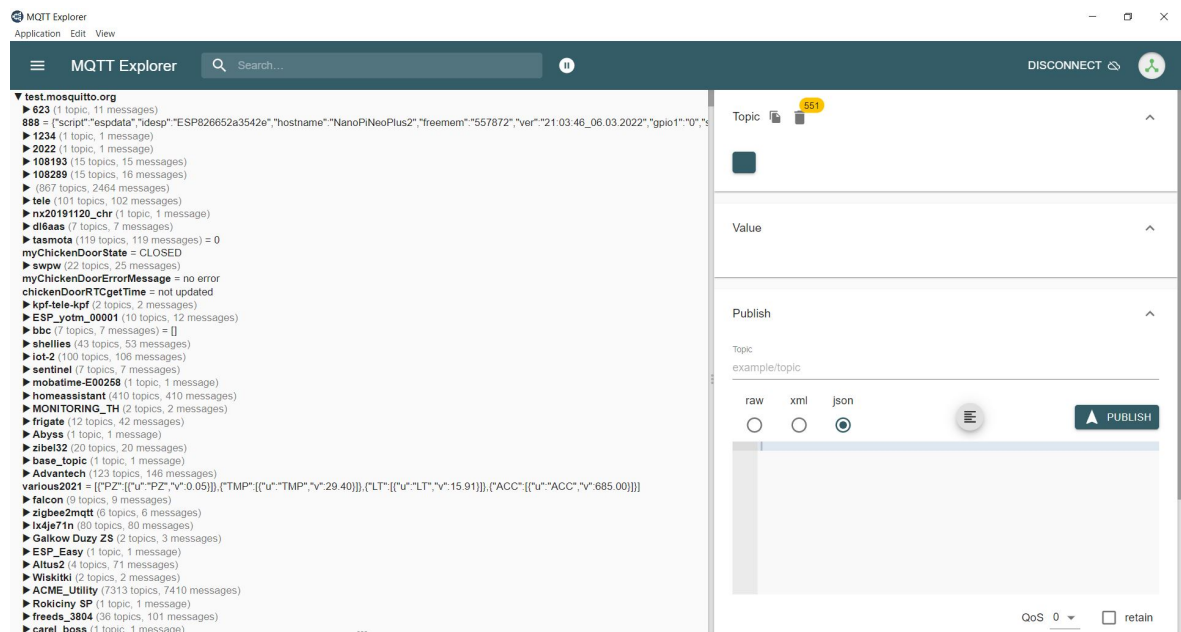 MQTT Explorer
Application Edit View
MQTT Explorer
Search...
DISCONNECT
▼ test.mosquitto.org
▶ 623 (1 topic, 11 messages)
888 = {"script":"espdata","idesp":"ESP826652a3542e","hostname":"NanoPiNeoPlus2","freemem":"557872","ver":"21:03:46_06.03.2022","gpio1":"0","s
▶ 1234 (1 topic, 1 message)
▶ 2022 (1 topic, 1 message)
▶ 108193 (15 topics, 15 messages)
▶ 108289 (15 topics, 16 messages)
▶ (867 topics, 2464 messages)
▶ tele (101 topics, 102 messages)
▶ nx20191120_chr (1 topic, 1 message)
▶ dl6aas (7 topics, 7 messages)
▶ tasmota (119 topics, 119 messages) = 0
myChickenDoorState = CLOSED
▶ swpw (22 topics, 25 messages)
myChickenDoorErrorMessage = no error
chickenDoorRTCgetTime = not updated
▶ kpf-tele-kpf (2 topics, 2 messages)
▶ ESP_yotm_00001 (10 topics, 12 messages)
▶ bbc (7 topics, 7 messages) = []
▶ shellies (43 topics, 53 messages)
▶ iot-2 (100 topics, 106 messages)
▶ sentinel (7 topics, 7 messages)
▶ mobatime-E00258 (1 topic, 1 message)
▶ homeassistant (410 topics, 410 messages)
▶ MONITORING_TH (2 topics, 2 messages)
▶ frigate (12 topics, 42 messages)
▶ Abyss (1 topic, 1 message)
▶ zibel32 (20 topics, 20 messages)
▶ base_topic (1 topic, 1 message)
▶ Advantech (123 topics, 146 messages)
various2021 = [{"PZ":[{"u":"PZ","v":0.05}]},{"TMP":[{"u":"TMP","v":29.40}]},{"LT":[{"u":"LT","v":15.91}]},{"ACC":[{"u":"ACC","v":685.00}]}]
▶ falcon (9 topics, 9 messages)
▶ zigbee2mqtt (6 topics, 6 messages)
▶ lx4je71n (80 topics, 80 messages)
▶ Galkow Duzy ZS (2 topics, 3 messages)
▶ ESP_Easy (1 topic, 1 message)
▶ Altus2 (4 topics, 71 messages)
▶ Wiskitki (2 topics, 2 messages)
▶ ACME_Utility (7313 topics, 7410 messages)
▶ Rokiciny SP (1 topic, 1 message)
▶ freeds_3804 (36 topics, 101 messages)
▶ carel_boss (1 topic, 1 message)
Topic 551
Value
Publish
Topic
example/topic
raw xml json
PUBLISH
QoS 0 retain